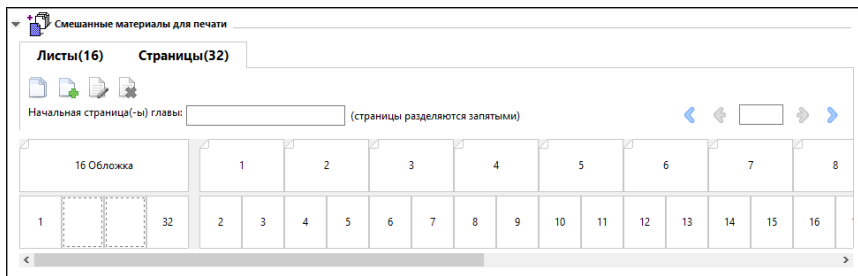 Смешанные материалы для печати
Листы(16) Страницы(32)
Начальная страница(-ы) главы: (страницы разделяются запятыми)
16 Обложка 1 2 3 4 5 6 7 8
1 32 2 3 4 5 6 7 8 9 10 11 12 13 14 15 16